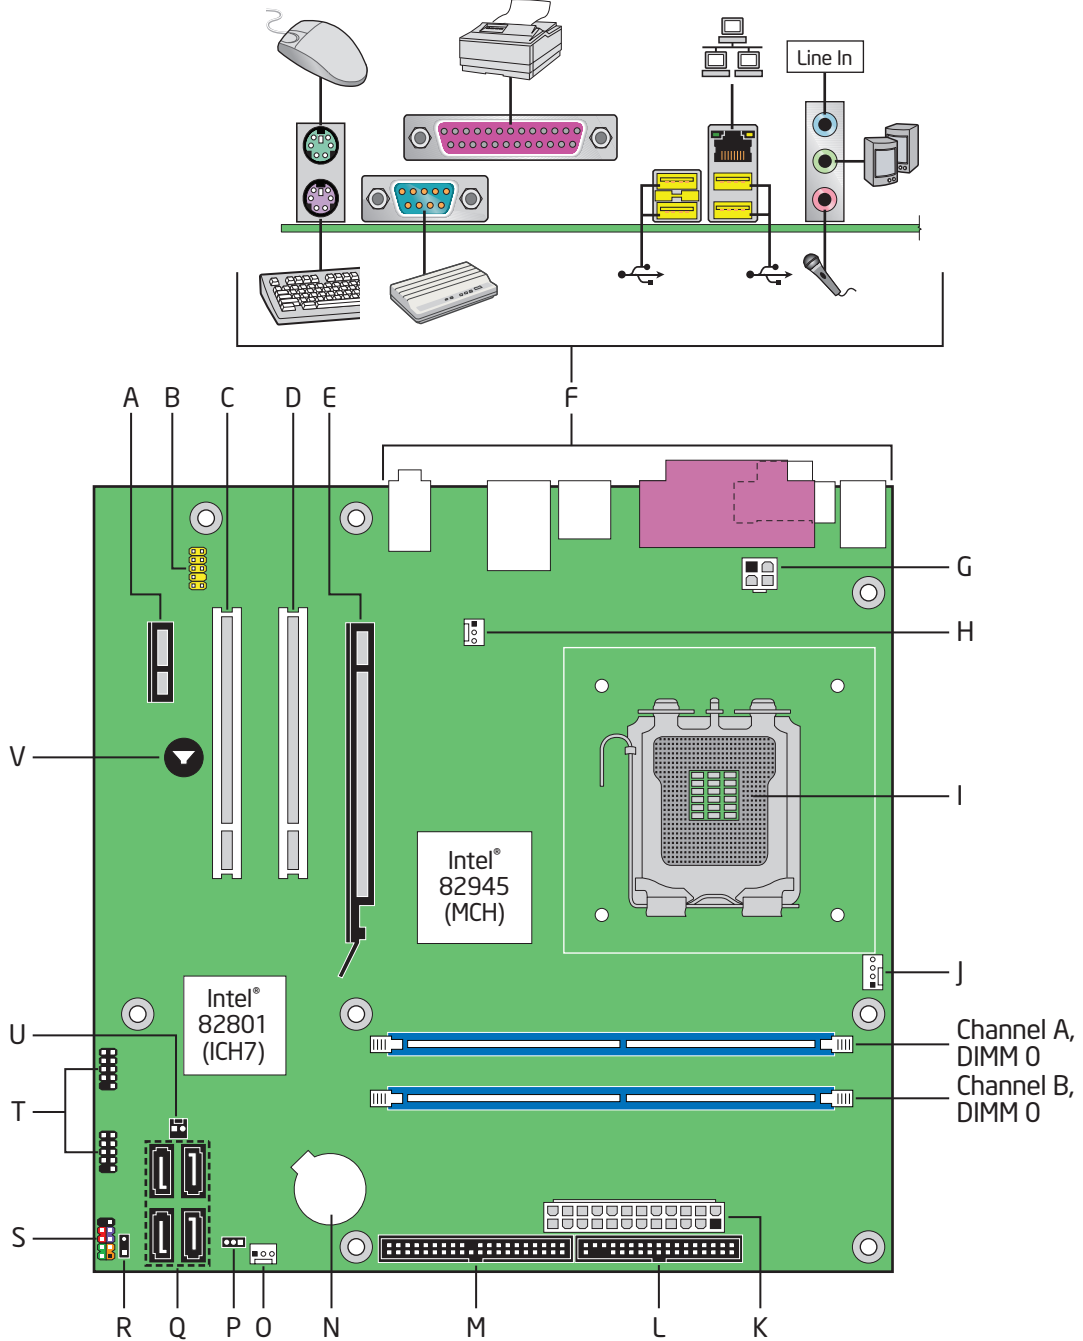 Line In
A B C D E F
G
H
V
I
Intel®
82945
(MCH)
J
Intel®
82801
(ICH7)
U
Channel A,
DIMM 0
Channel B,
DIMM 0
T
S
R Q P O N M L K